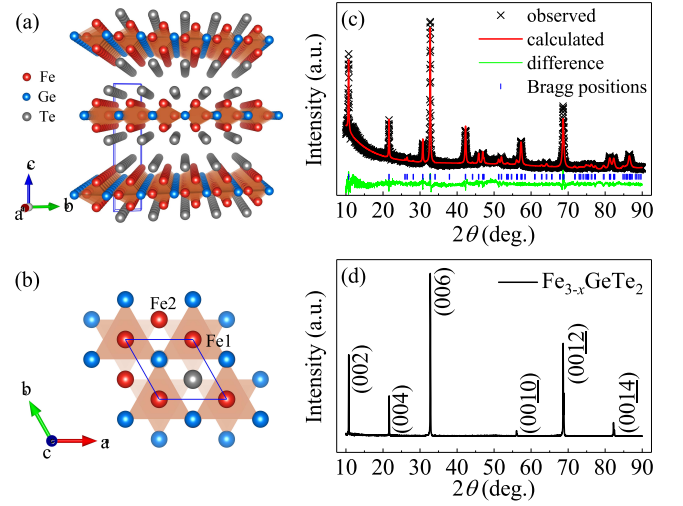 (a)
Fe
Ge
Te
c
a
b
(b)
Fe2
Fe1
b
c
a
(c)
observed
calculated
difference
Bragg positions
Intensity (a.u.)
10 20 30 40 50 60 70 80 90
2θ (deg.)
(d)
Fe3-xGeTe2
(002)
(004)
(006)
(0010)
(0012)
(0014)
Intensity (a.u.)
10 20 30 40 50 60 70 80 90
2θ (deg.)